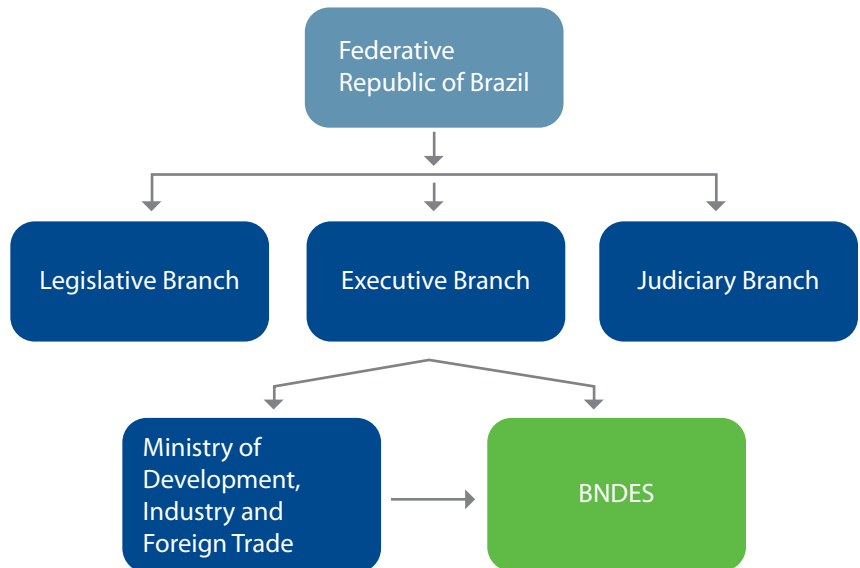 Federative
Republic of Brazil
Legislative Branch
Executive Branch
Judiciary Branch
Ministry of
Development,
Industry and
Foreign Trade
BNDES